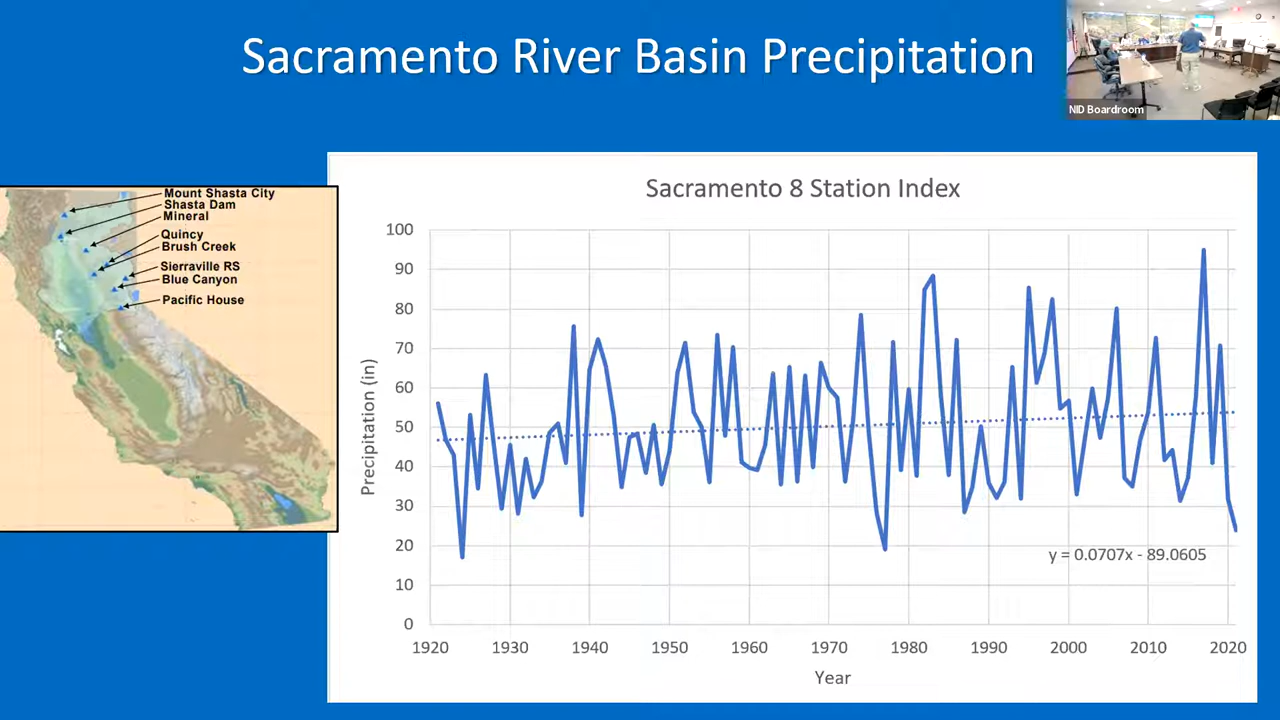 Sacramento River Basin Precipitation
NID Boardroom
Mount Shasta City
Shasta Dam
Mineral
Quincy
Brush Creek
Sierraville RS
Blue Canyon
Pacific House
Sacramento 8 Station Index
Precipitation (in)
100
90
80
70
60
50
40
30
20
10
0
y = 0.0707x - 89.0605
1920 1930 1940 1950 1960 1970 1980 1990 2000 2010 2020
Year